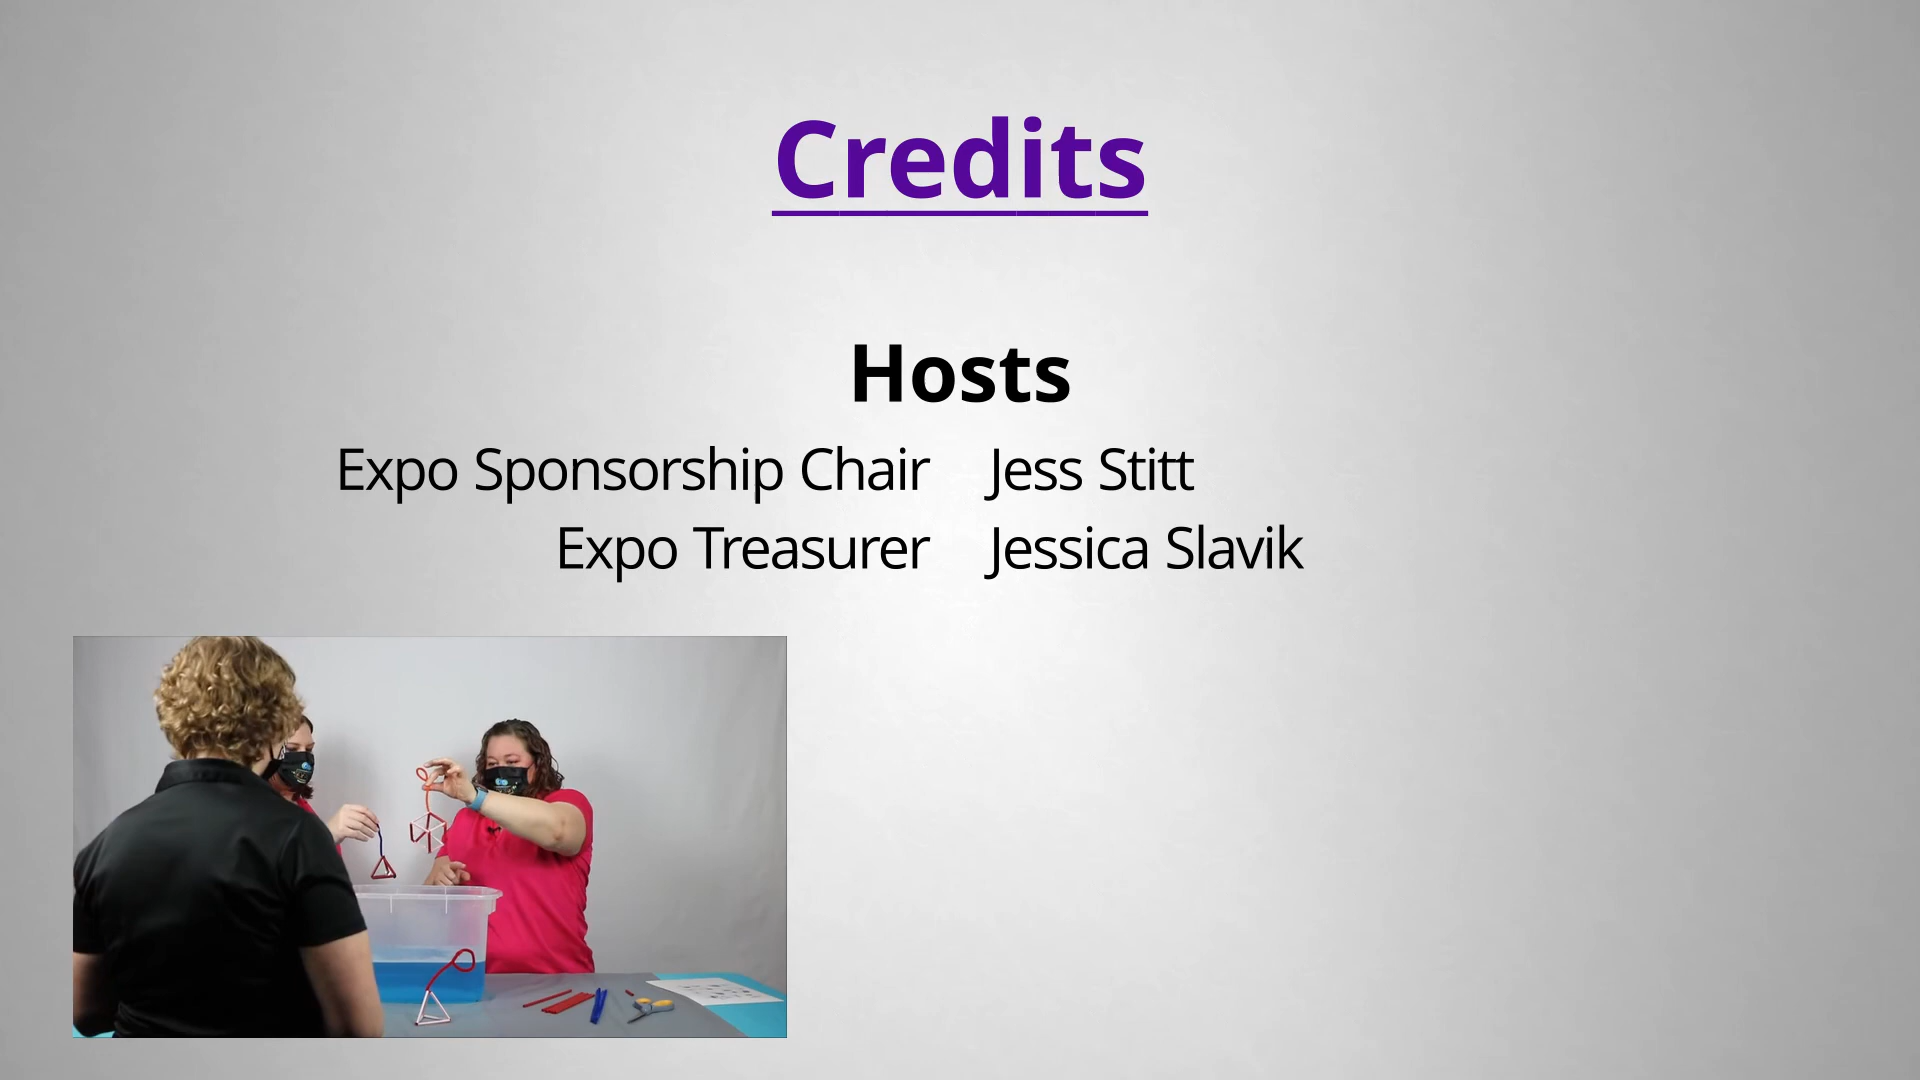 Credits
Hosts
Expo Sponsorship Chair Jess Stitt
Expo Treasurer Jessica Slavik